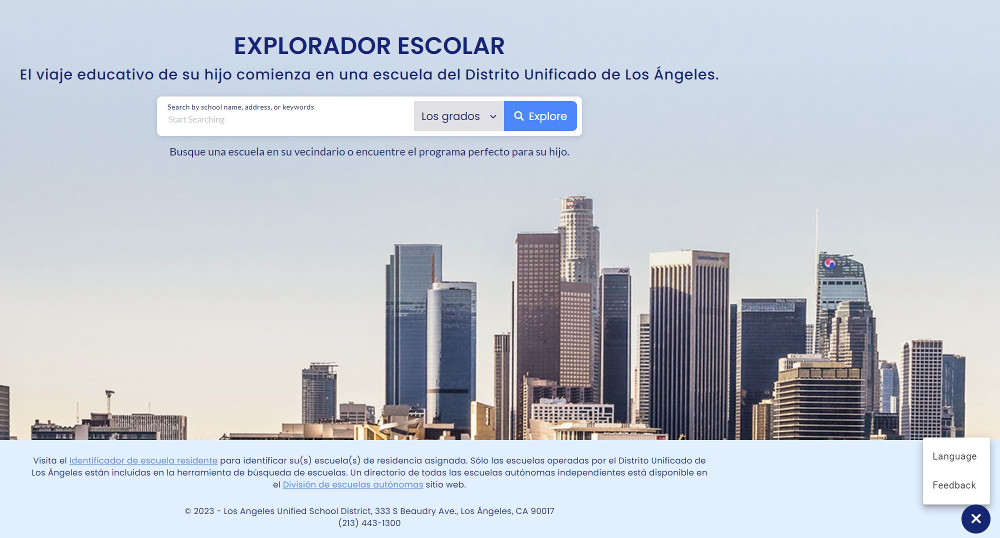 EXPLORADOR ESCOLAR
El viaje educativo de su hijo comienza en una escuela del Distrito Unificado de Los Ángeles.
Search by school name, address, or keywords
Start Searching
Los grados
Explore
Busque una escuela en su vecindario o encuentre el programa perfecto para su hijo.
Aon
PAUL HASTINGS
pwc
Visita el Identificador de escuela residente para identificar su(s) escuela(s) de residencia asignada. Sólo las escuelas operadas por el Distrito Unificado de
Los Ángeles están incluidas en la herramienta de búsqueda de escuelas. Un directorio de todas las escuelas autónomas independientes está disponible en
el División de escuelas autónomas sitio web.
Language
Feedback
© 2023 - Los Angeles Unified School District, 333 S Beaudry Ave., Los Ángeles, CA 90017
(213) 443-1300